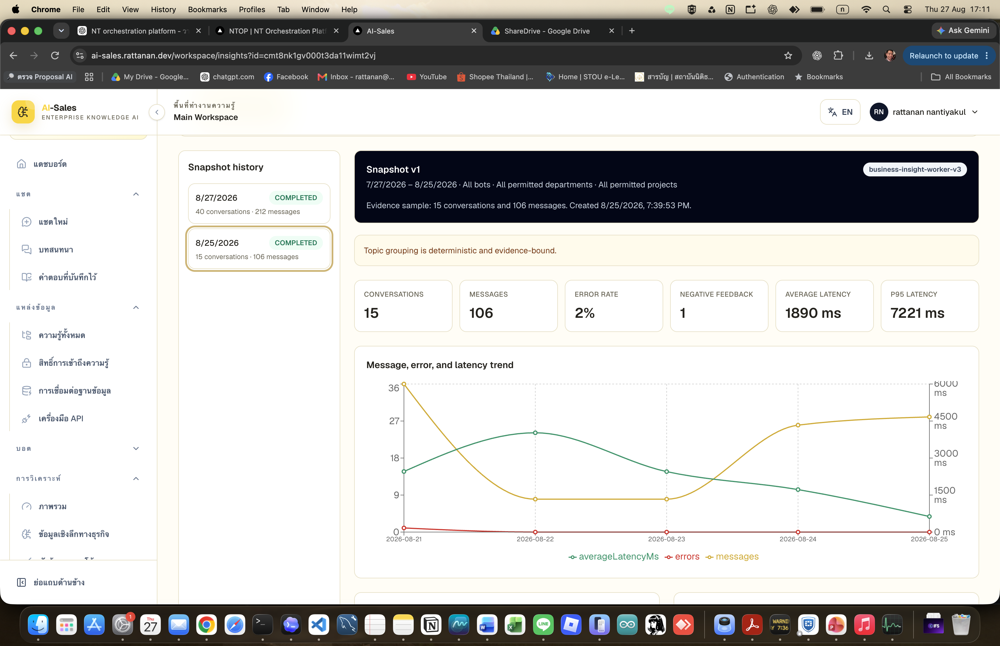 Chrome File Edit View History Bookmarks Profiles Tab Window Help
Thu 27 Aug 17:11
NT orchestration platform -
NTOP | NT Orchestration Platf
AI-Sales
ShareDrive - Google Drive
Ask Gemini
ai-sales.rattanan.dev/workspace/insights?id=cmt8nk1gv000t3da11wimt2vj
Relaunch to update
ตรวจ Proposal AI
My Drive - Google...
chatgpt.com
Facebook
Inbox - rattanan@...
YouTube
Shopee Thailand |...
Home | STOU e-Le...
สารบัญ | สถาบันนิติธ...
Authentication
Bookmarks
All Bookmarks
AI-Sales
ENTERPRISE KNOWLEDGE AI
พื้นที่ทำงานความรู้
Main Workspace
EN
RN
rattanan nantiyakul
แดชบอร์ด
แชต
แชตใหม่
บทสนทนา
คำตอบที่บันทึกไว้
แหล่งข้อมูล
ความรู้ทั้งหมด
สิทธิ์การเข้าถึงความรู้
การเชื่อมต่อฐานข้อมูล
เครื่องมือ API
บอต
การวิเคราะห์
ภาพรวม
ข้อมูลเชิงลึกทางธุรกิจ
ย่อแถบด้านข้าง
Snapshot history
8/27/2026 COMPLETED
40 conversations · 212 messages
8/25/2026 COMPLETED
15 conversations · 106 messages
Snapshot v1
business-insight-worker-v3
7/27/2026 – 8/25/2026 · All bots · All permitted departments · All permitted projects
Evidence sample: 15 conversations and 106 messages. Created 8/25/2026, 7:39:53 PM.
Topic grouping is deterministic and evidence-bound.
CONVERSATIONS
15
MESSAGES
106
ERROR RATE
2%
NEGATIVE FEEDBACK
1
AVERAGE LATENCY
1890 ms
P95 LATENCY
7221 ms
Message, error, and latency trend
36
27
18
9
0
6000 ms
4500 ms
3000 ms
1500 ms
0 ms
2026-08-21
2026-08-22
2026-08-23
2026-08-24
2026-08-25
averageLatencyMs errors messages
1
Thu
27
LINE
WARNI
Y 7:36
IFS